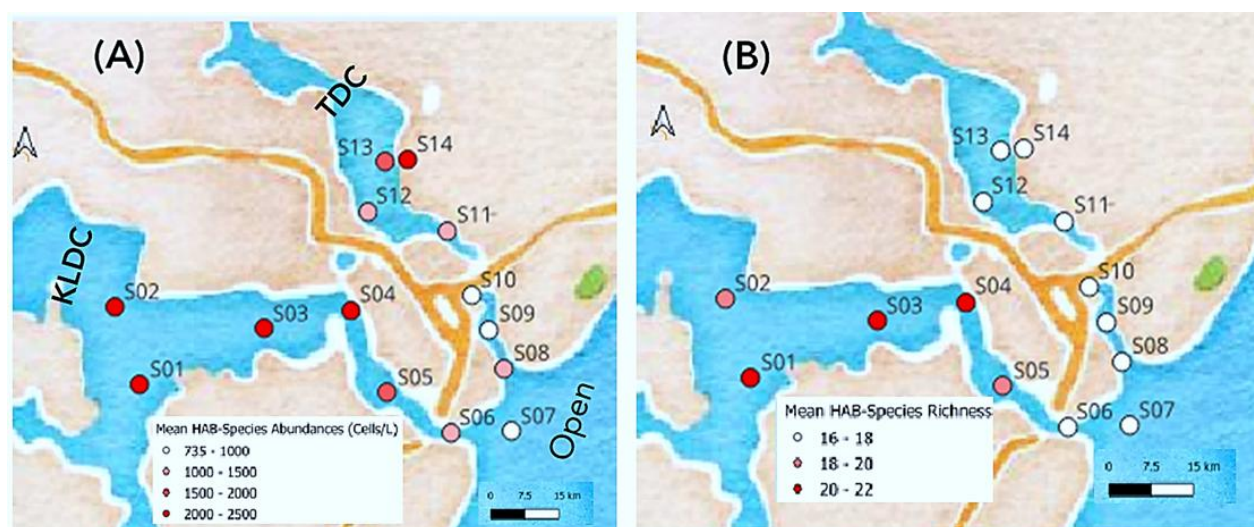 (A)
TDC
S13
S14
S12
S11
KLDC
S10
S02
S04
S03
S09
S08
S01
S05
S06
S07
Open
Mean HAB-Species Abundances (Cells/L)
735 - 1000
1000 - 1500
1500 - 2000
2000 - 2500
0 7.5 15 km
(B)
S13
S14
S12
S11
S10
S02
S04
S03
S09
S08
S01
S05
S06
S07
Mean HAB-Species Richness
16 - 18
18 - 20
20 - 22
0 7.5 15 km